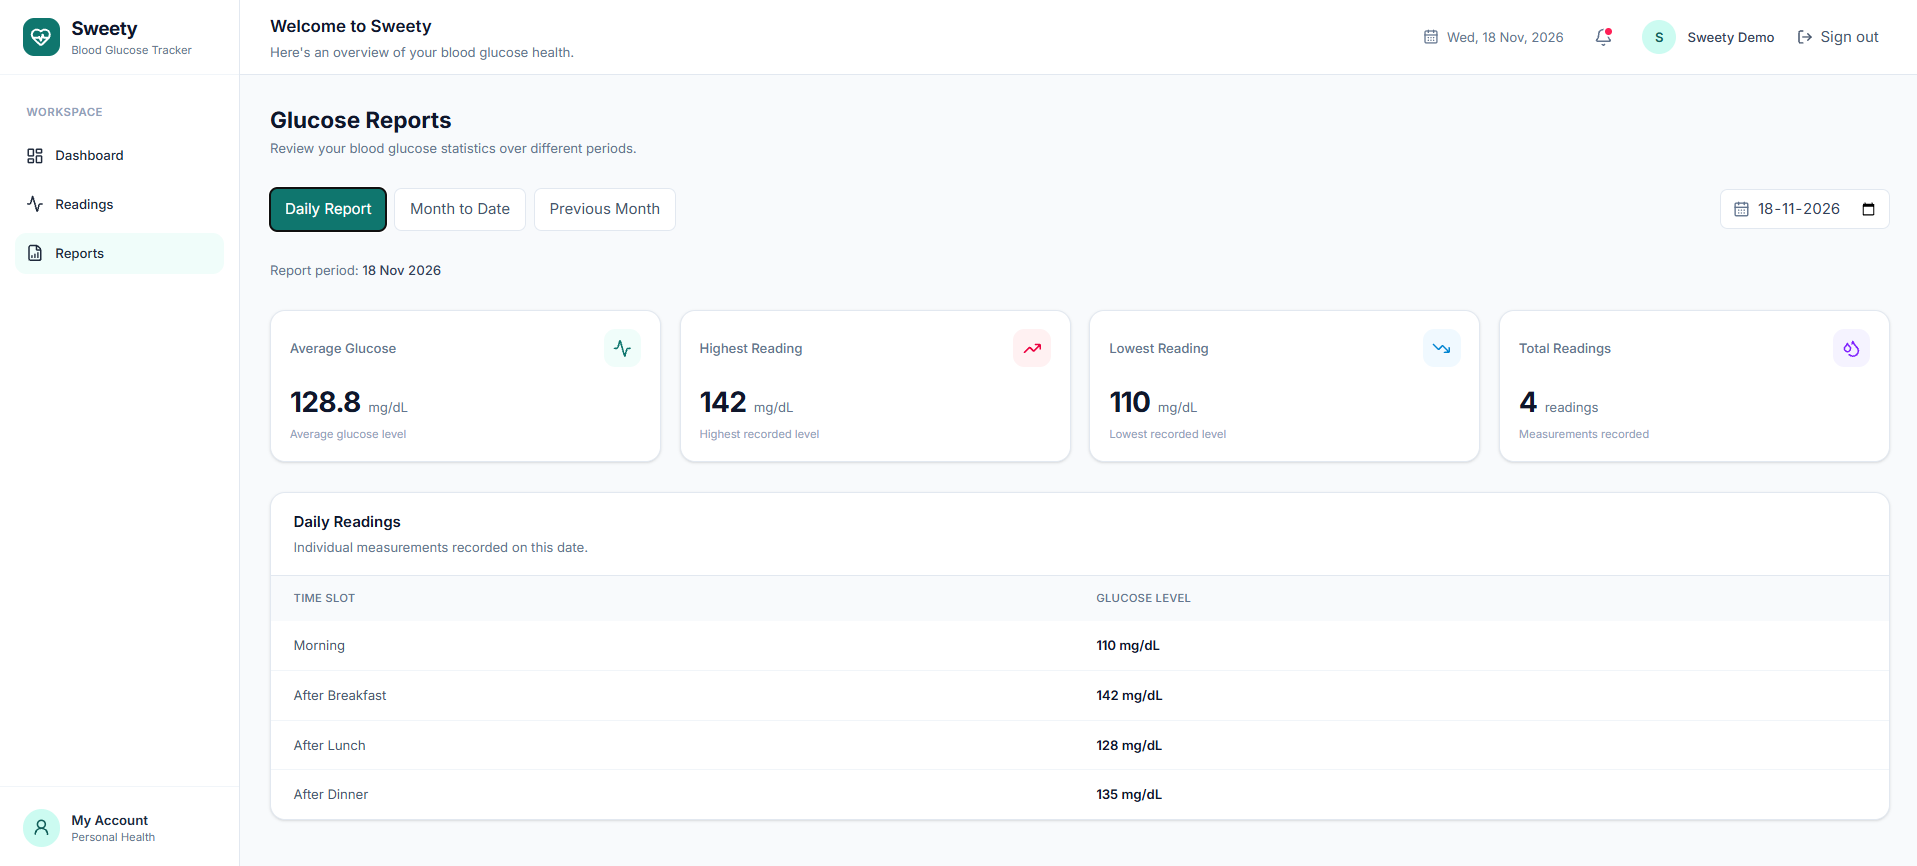 Sweety
Blood Glucose Tracker
Welcome to Sweety
Here's an overview of your blood glucose health.
Wed, 18 Nov, 2026
S
Sweety Demo
Sign out
WORKSPACE
Dashboard
Readings
Reports
My Account
Personal Health
Glucose Reports
Review your blood glucose statistics over different periods.
Daily Report
Month to Date
Previous Month
18-11-2026
Report period: 18 Nov 2026
Average Glucose
128.8 mg/dL
Average glucose level
Highest Reading
142 mg/dL
Highest recorded level
Lowest Reading
110 mg/dL
Lowest recorded level
Total Readings
4 readings
Measurements recorded
Daily Readings
Individual measurements recorded on this date.
TIME SLOT GLUCOSE LEVEL
Morning 110 mg/dL
After Breakfast 142 mg/dL
After Lunch 128 mg/dL
After Dinner 135 mg/dL